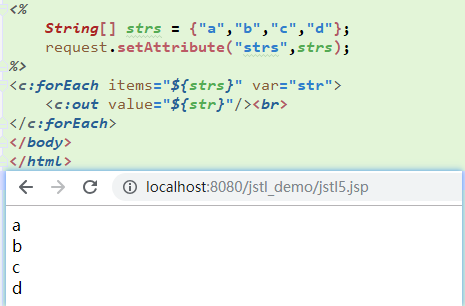 <%
    String[] strs = {"a","b","c","d"};
    request.setAttribute("strs",strs);
%>
<c:forEach items="${strs}" var="str">
    <c:out value="${str}"/><br>
</c:forEach>
</body>
</html>
localhost:8080/jstl_demo/jstl5.jsp
a
b
c
d